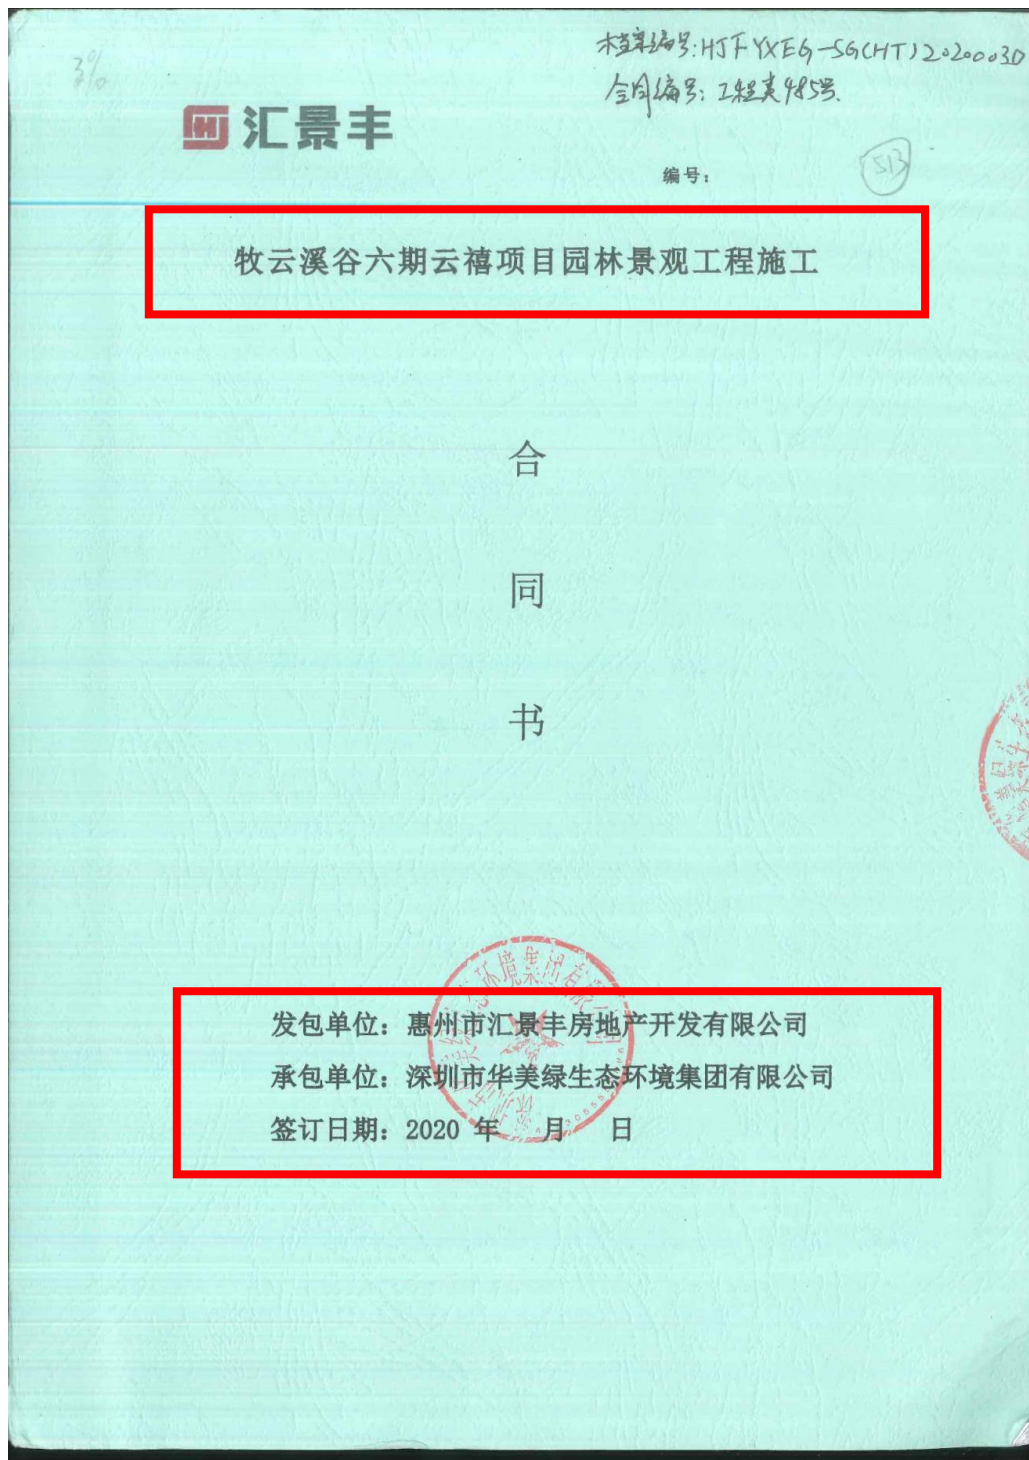 档案编号:HJFYXEG-SG(HT)2020003D
合同编号:工程类485号.
3%
汇景丰
编号:
513
牧云溪谷六期云禧项目园林景观工程施工
合
同
书
发包单位：惠州市汇景丰房地产开发有限公司
承包单位：深圳市华美绿生态环境集团有限公司
签订日期：2020 年 月 日